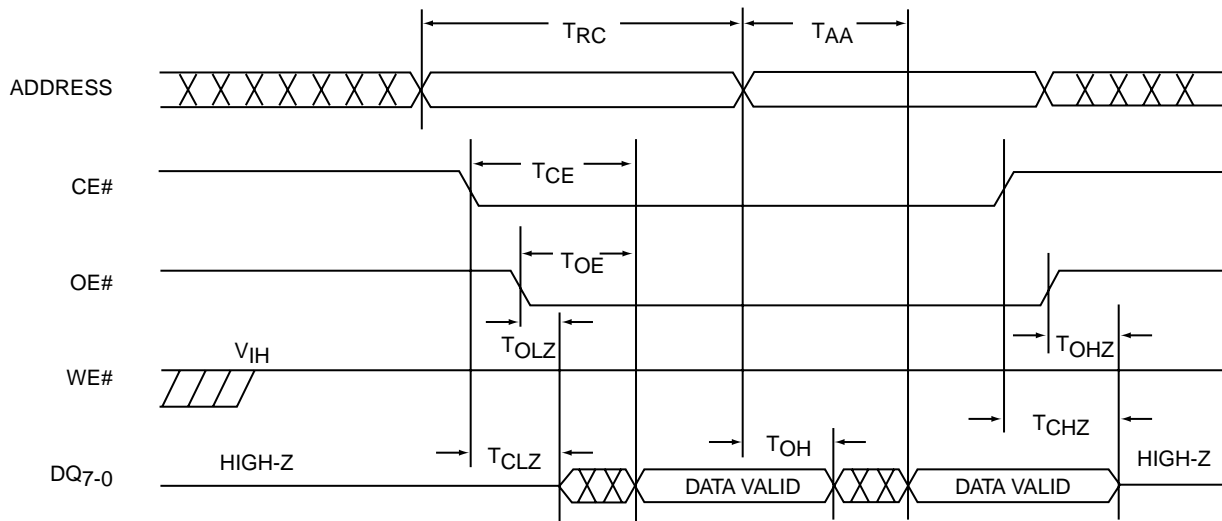 TRC
TAA
ADDRESS
TCE
CE#
TOE
OE#
TOLZ
TOHZ
VIH
WE#
TCHZ
TCLZ
TOH
HIGH-Z
HIGH-Z
DQ7-0
DATA VALID
DATA VALID